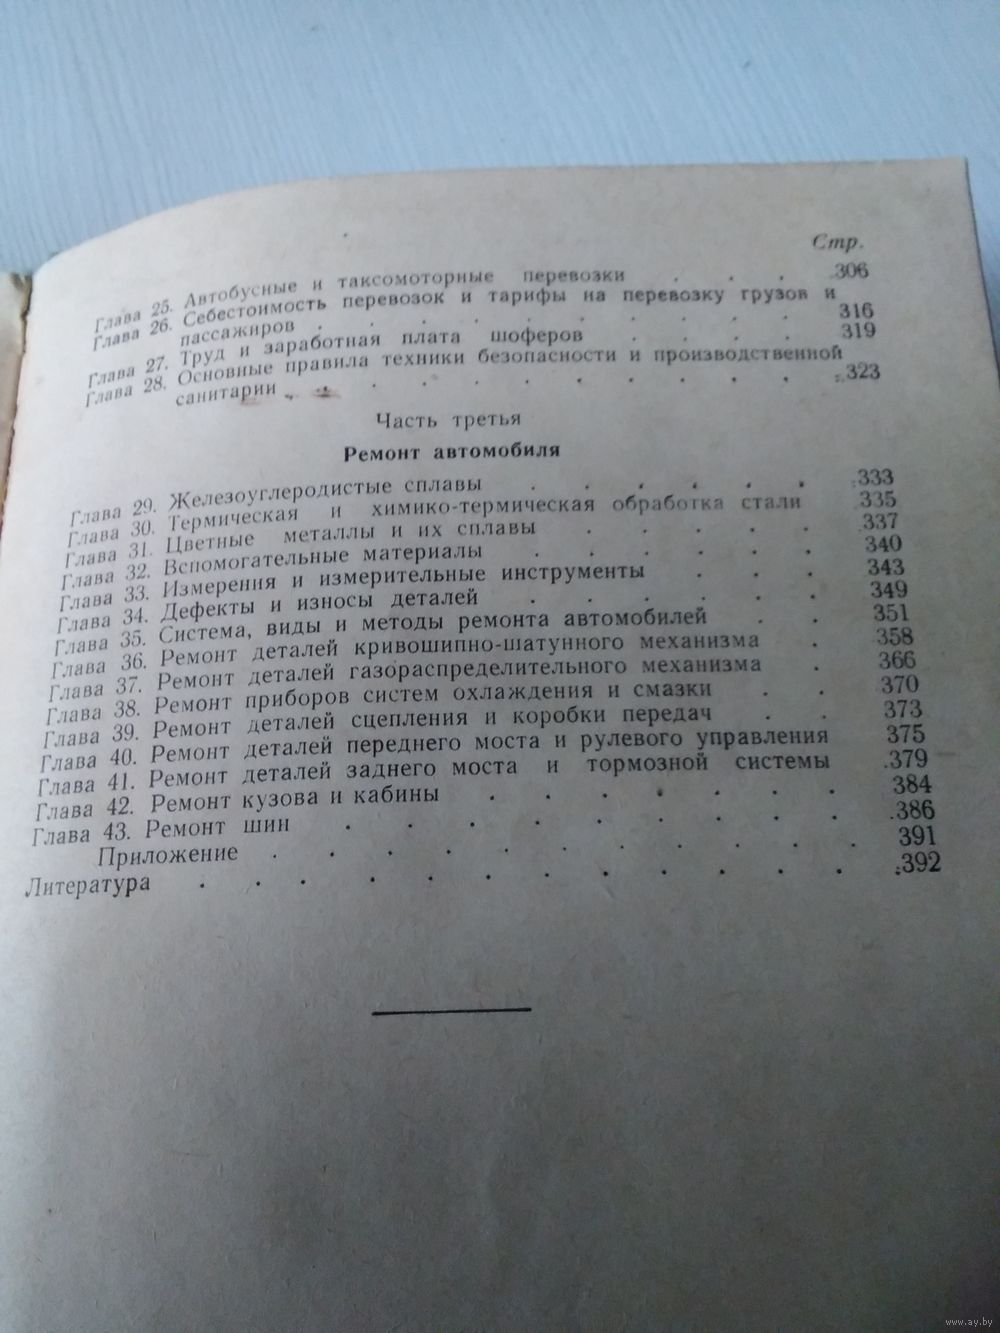 Стр.
Глава 25. Автобусные и таксомоторные перевозки . . . 306
Глава 26. Себестоимость перевозок и тарифы на перевозку грузов и
пассажиров . . . . . . . . . 316
Глава 27. Труд и заработная плата шоферов . . . . 319
Глава 28. Основные правила техники безопасности и производственной
санитарии . . . . . . . . . . 323
Часть третья
Ремонт автомобиля
Глава 29. Железоуглеродистые сплавы . . . . . . 333
Глава 30. Термическая и химико-термическая обработка стали 335
Глава 31. Цветные металлы и их сплавы . . . . . 337
Глава 32. Вспомогательные материалы . . . . . . 340
Глава 33. Измерения и измерительные инструменты . . . 343
Глава 34. Дефекты и износы деталей . . . . . . 349
Глава 35. Система, виды и методы ремонта автомобилей . . 351
Глава 36. Ремонт деталей кривошипно-шатунного механизма . 358
Глава 37. Ремонт деталей газораспределительного механизма . 366
Глава 38. Ремонт приборов систем охлаждения и смазки . . 370
Глава 39. Ремонт деталей сцепления и коробки передач . . 373
Глава 40. Ремонт деталей переднего моста и рулевого управления 375
Глава 41. Ремонт деталей заднего моста и тормозной системы . 379
Глава 42. Ремонт кузова и кабины . . . . . . . 384
Глава 43. Ремонт шин . . . . . . . . . . 386
Приложение . . . . . . . . . . . 391
Литература . . . . . . . . . . . . 392
www.ay.by